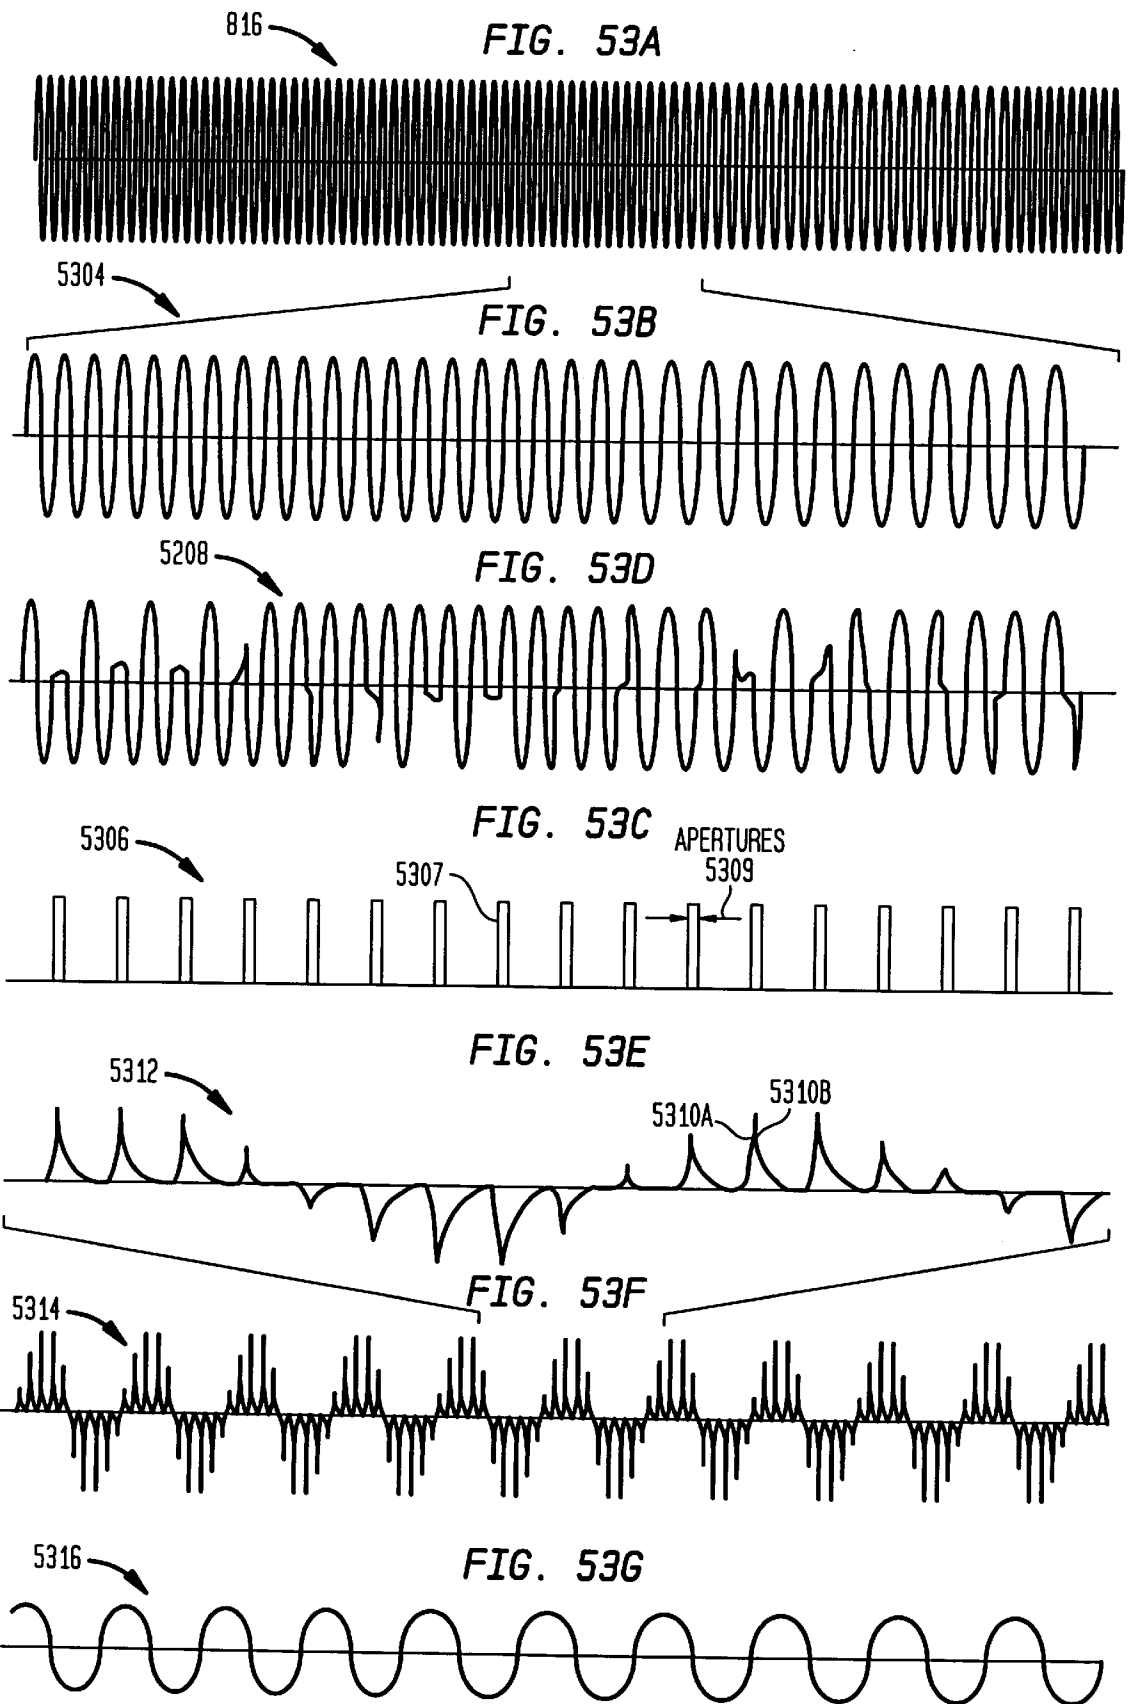 816
FIG. 53A
5304
FIG. 53B
5208
FIG. 53D
FIG. 53C
5306
5307
APERTURES
5309
FIG. 53E
5312
5310A
5310B
FIG. 53F
5314
FIG. 53G
5316